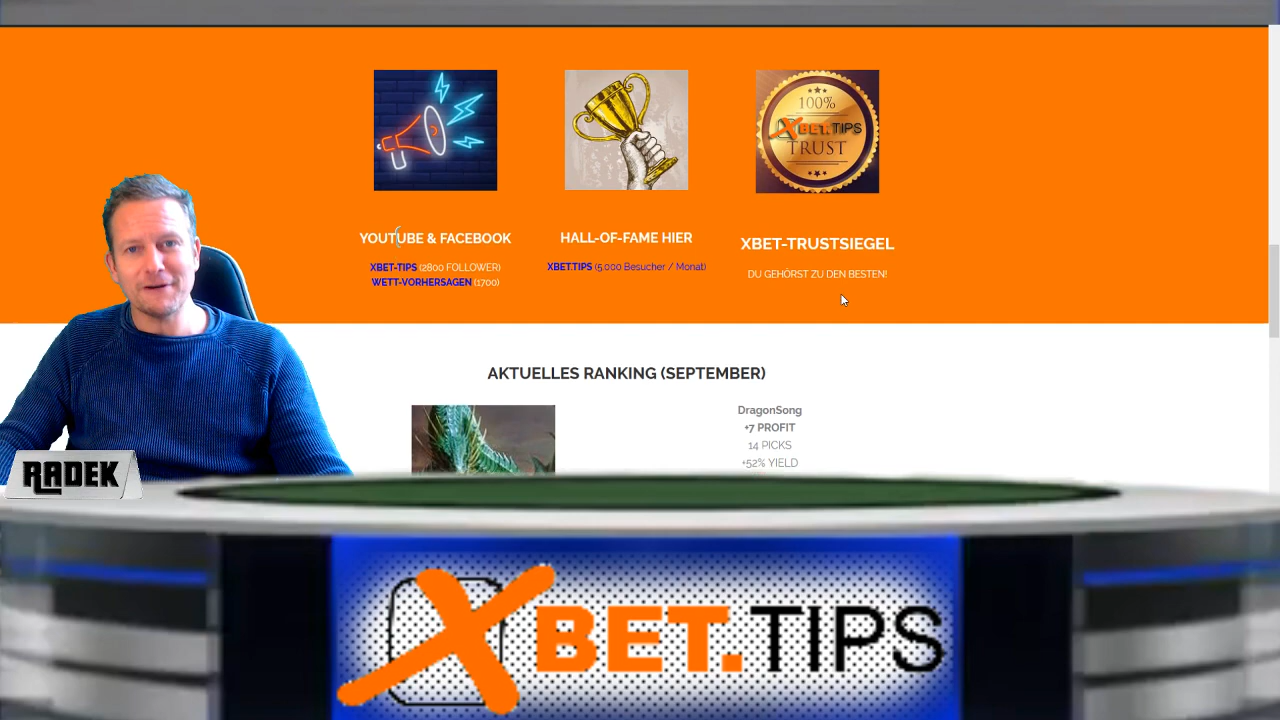 100%
XBET.TIPS
TRUST
YOUTUBE & FACEBOOK
XBET-TIPS (2800 FOLLOWER)
WETT-VORHERSAGEN (1700)
HALL-OF-FAME HIER
XBET.TIPS (5.000 Besucher / Monat)
XBET-TRUSTSIEGEL
DU GEHÖRST ZU DEN BESTEN!
AKTUELLES RANKING (SEPTEMBER)
DragonSong
+7 PROFIT
14 PICKS
+52% YIELD
RADEK
XBET.TIPS